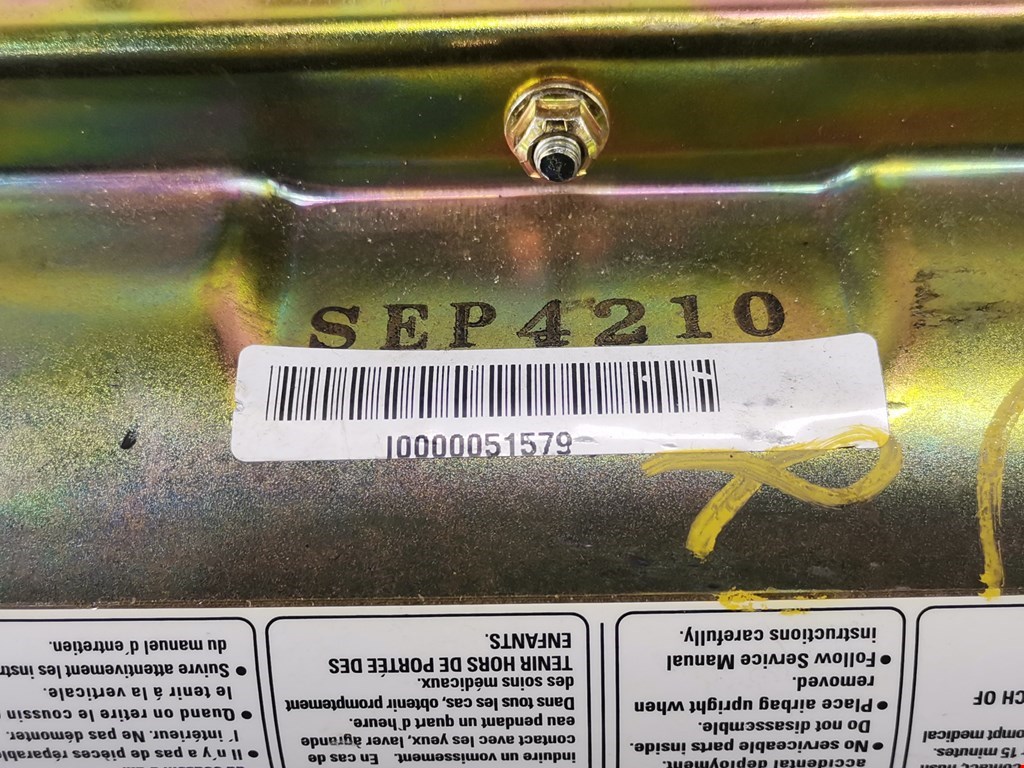 SEP4210
I0000051579
15 minutes.
ompt medical
CH OF
accidental deployment.
• No serviceable parts inside.
Do not disassemble.
• Place airbag upright when
removed.
• Follow Service Manual
instructions carefully.
induire un vomissement. En cas de
contact avec les yeux, laver àgrande
eau pendant un quart d'heure.
Dans tous les cas, obtenir promptement
des soins médicaux.
TENIR HORS DE PORTÉE DES
ENFANTS.
• Il n'y a pas de pièces réparable
l'intérieur. Ne pas démonter.
• Quand on retire le coussin
le tenir á la verticale.
• Suivre attentivement les instr
du manuel d'entretien.